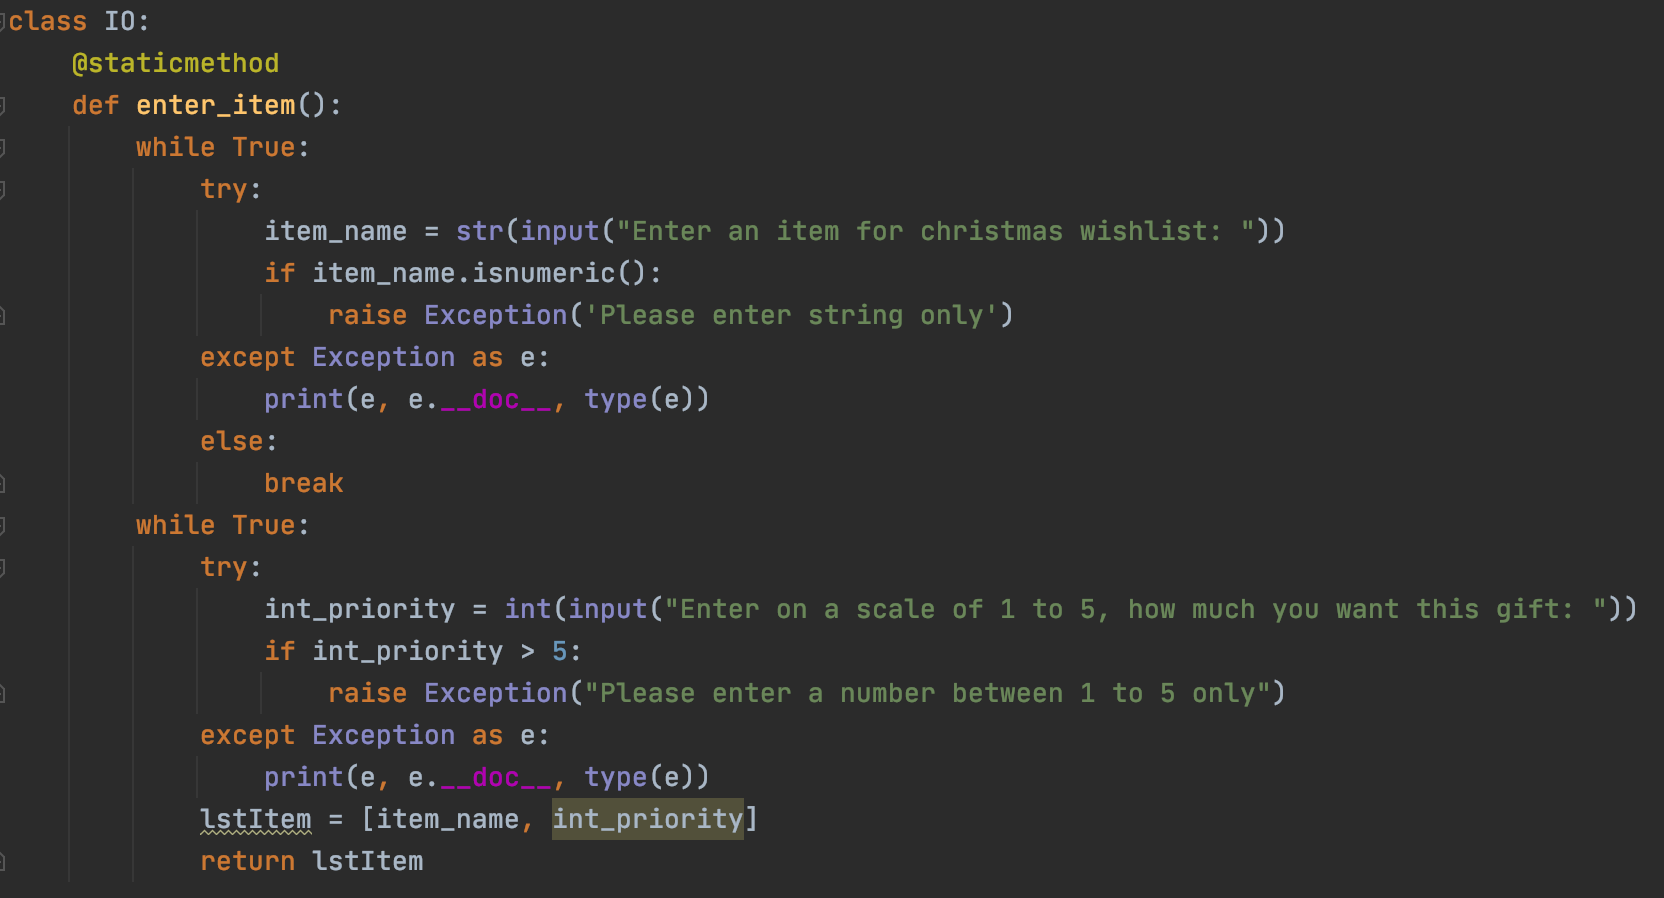 class IO:
    @staticmethod
    def enter_item():
        while True:
            try:
                item_name = str(input("Enter an item for christmas wishlist: "))
                if item_name.isnumeric():
                    raise Exception('Please enter string only')
            except Exception as e:
                print(e, e.__doc__, type(e))
            else:
                break
        while True:
            try:
                int_priority = int(input("Enter on a scale of 1 to 5, how much you want this gift: "))
                if int_priority > 5:
                    raise Exception("Please enter a number between 1 to 5 only")
            except Exception as e:
                print(e, e.__doc__, type(e))
            lstItem = [item_name, int_priority]
            return lstItem